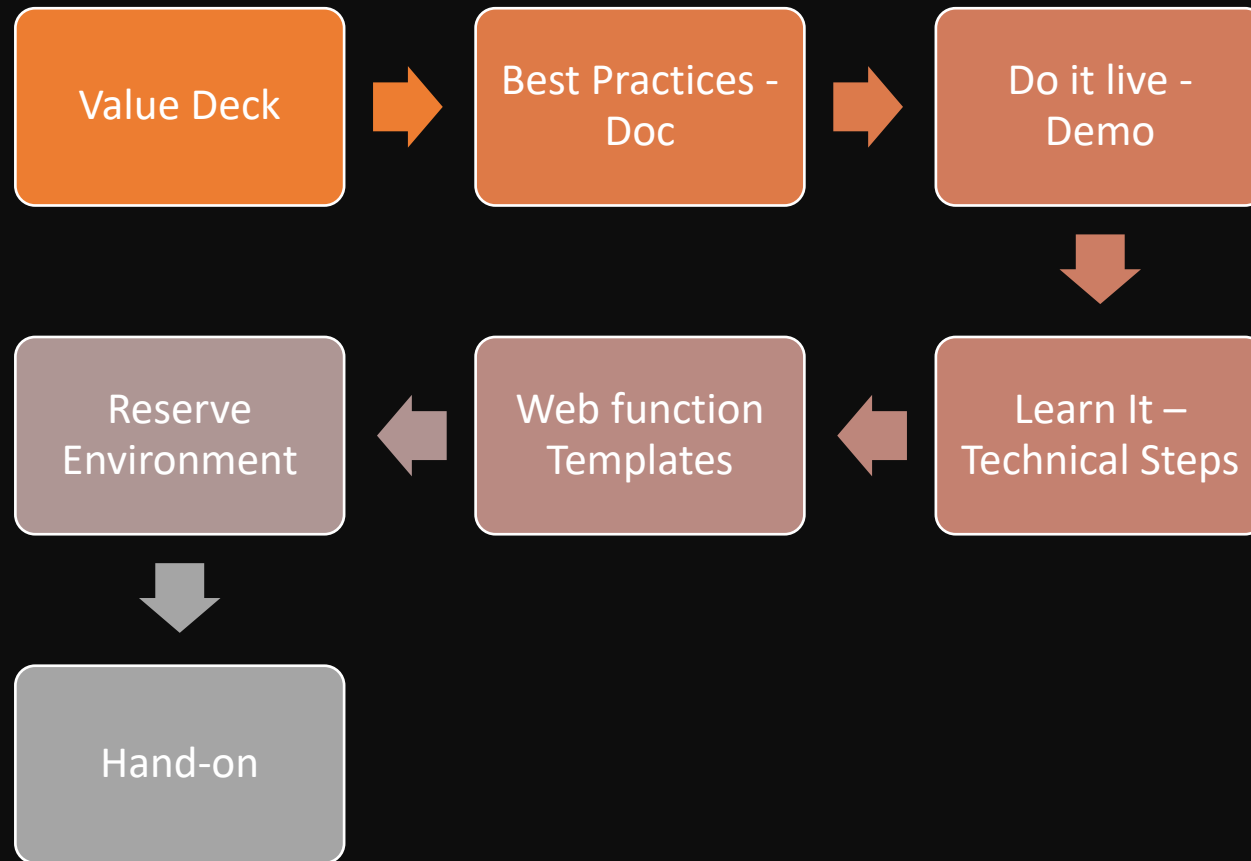 Value Deck
Best Practices -
Doc
Do it live -
Demo
Learn It –
Technical Steps
Web function
Templates
Reserve
Environment
Hand-on